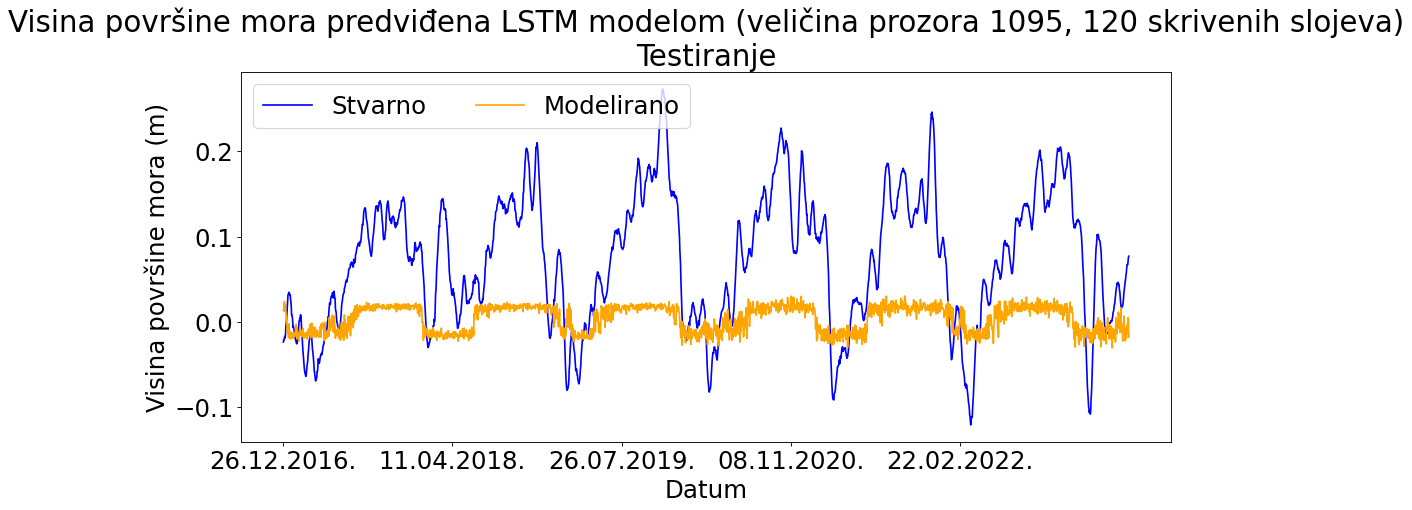 Visina površine mora predviđena LSTM modelom (veličina prozora 1095, 120 skrivenih slojeva)
Testiranje
Stvarno Modelirano
Visina površine mora (m)
0.2
0.1
0.0
−0.1
26.12.2016. 11.04.2018. 26.07.2019. 08.11.2020. 22.02.2022.
Datum